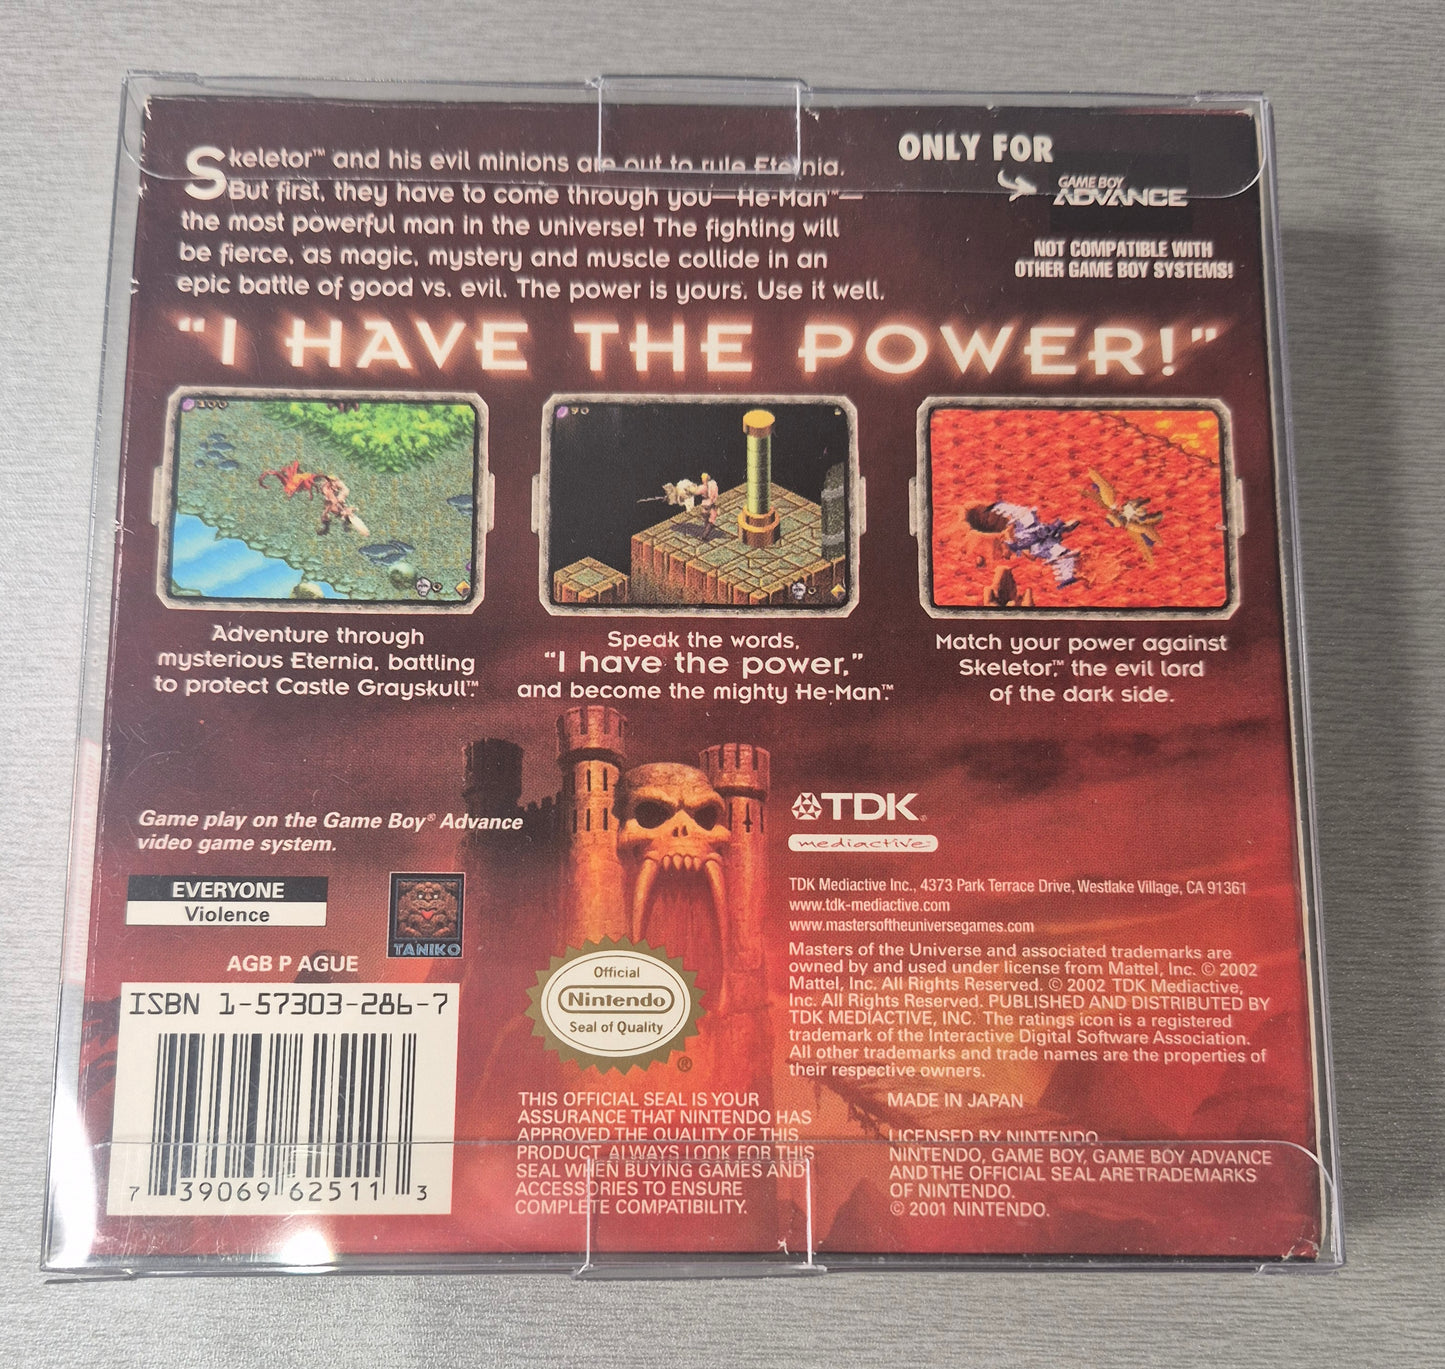 Skeletor™ and his evil minions are out to rule Eternia.
But first, they have to come through you—He-Man™—
the most powerful man in the universe! The fighting will
be fierce, as magic, mystery and muscle collide in an
epic battle of good vs. evil. The power is yours. Use it well.
ONLY FOR
GAME BOY
ADVANCE
NOT COMPATIBLE WITH
OTHER GAME BOY SYSTEMS!
"I HAVE THE POWER!"
100
90
0
0
Adventure through
mysterious Eternia, battling
to protect Castle Grayskull™.
Speak the words,
"I have the power,"
and become the mighty He-Man™.
Match your power against
Skeletor,™ the evil lord
of the dark side.
Game play on the Game Boy® Advance
video game system.
EVERYONE
Violence
TANIKO
AGB P AGUE
ISBN 1-57303-286-7
7 39069 62511 3
Official
Nintendo
Seal of Quality
®
THIS OFFICIAL SEAL IS YOUR
ASSURANCE THAT NINTENDO HAS
APPROVED THE QUALITY OF THIS
PRODUCT. ALWAYS LOOK FOR THIS
SEAL WHEN BUYING GAMES AND
ACCESSORIES TO ENSURE
COMPLETE COMPATIBILITY.
TDK®
mediactive™
TDK Mediactive Inc., 4373 Park Terrace Drive, Westlake Village, CA 91361
www.tdk-mediactive.com
www.mastersoftheuniversegames.com
Masters of the Universe and associated trademarks are
owned by and used under license from Mattel, Inc. © 2002
Mattel, Inc. All Rights Reserved. © 2002 TDK Mediactive,
Inc. All Rights Reserved. PUBLISHED AND DISTRIBUTED BY
TDK MEDIACTIVE, INC. The ratings icon is a registered
trademark of the Interactive Digital Software Association.
All other trademarks and trade names are the properties of
their respective owners.
MADE IN JAPAN
LICENSED BY NINTENDO
NINTENDO, GAME BOY, GAME BOY ADVANCE
AND THE OFFICIAL SEAL ARE TRADEMARKS
OF NINTENDO.
© 2001 NINTENDO.